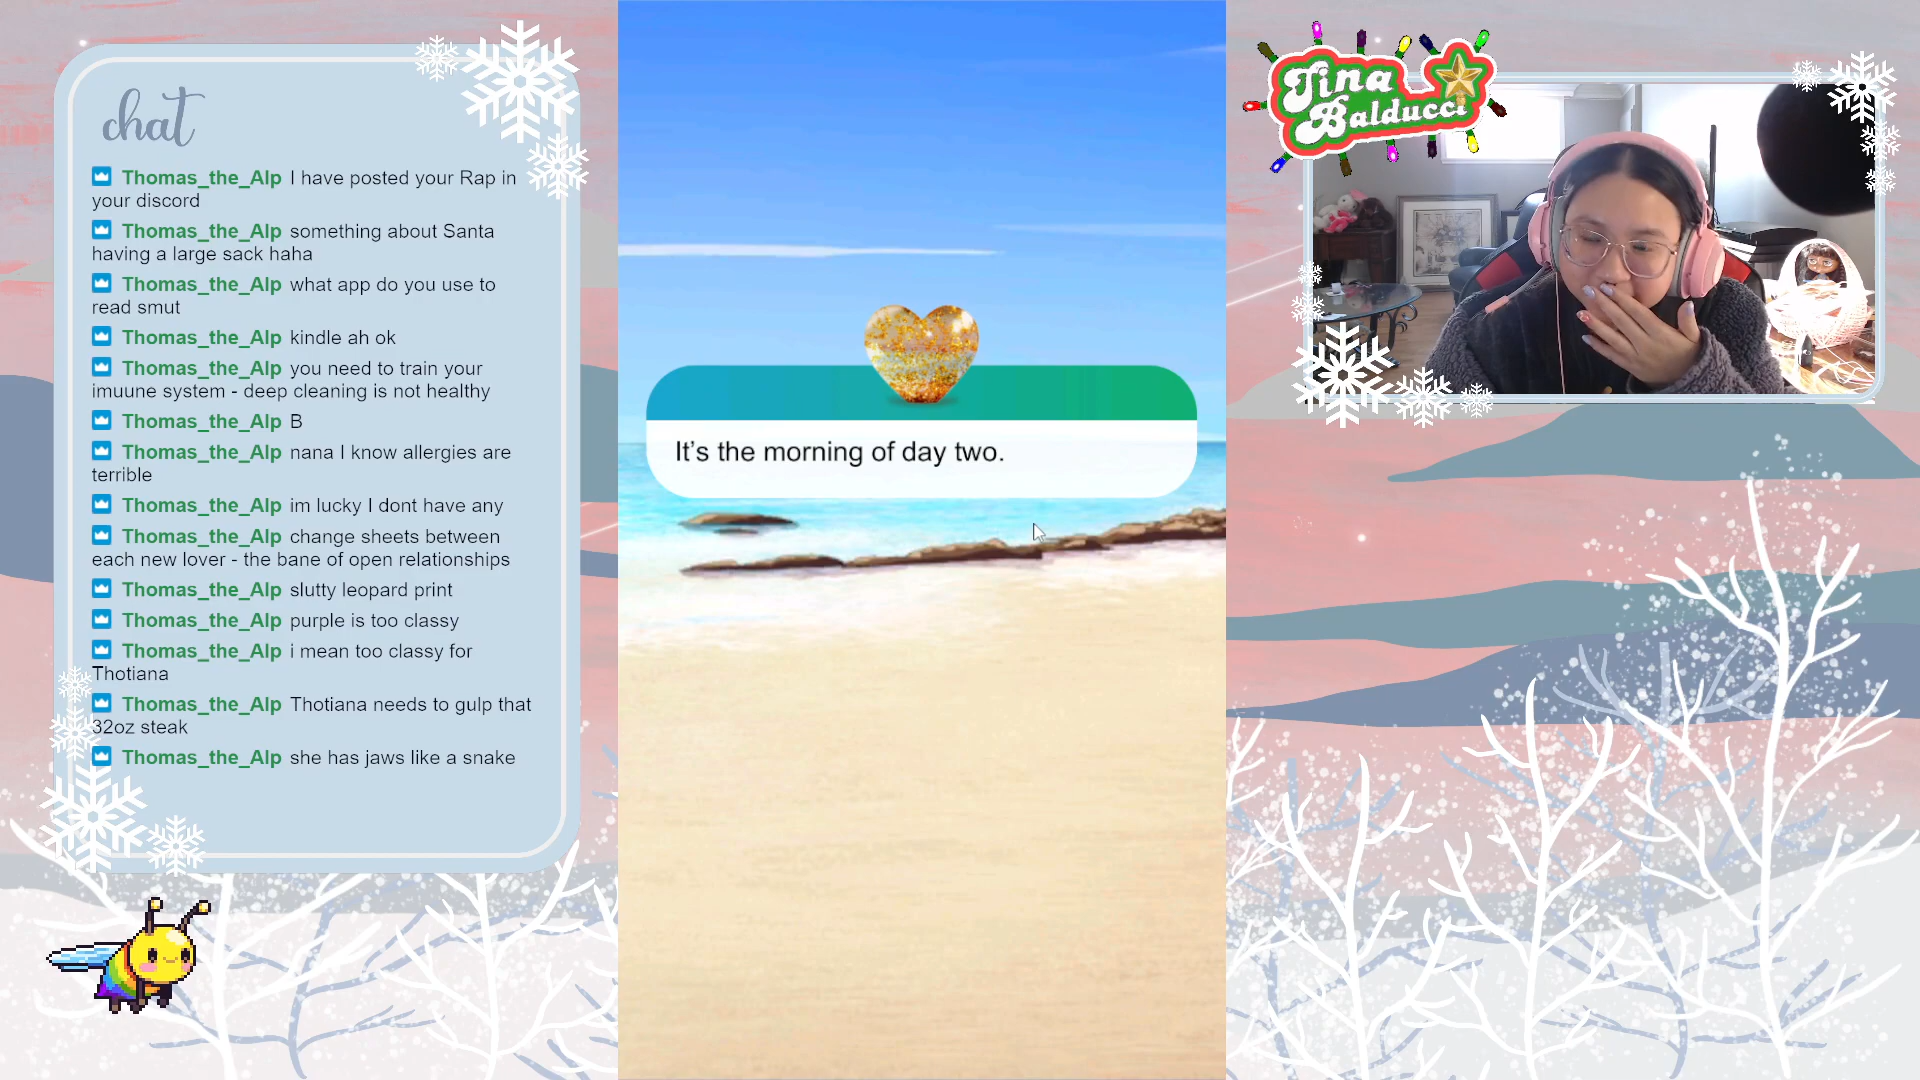 chat
Thomas_the_Alp I have posted your Rap in
your discord
Thomas_the_Alp something about Santa
having a large sack haha
Thomas_the_Alp what app do you use to
read smut
Thomas_the_Alp kindle ah ok
Thomas_the_Alp you need to train your
imuune system - deep cleaning is not healthy
Thomas_the_Alp B
Thomas_the_Alp nana I know allergies are
terrible
Thomas_the_Alp im lucky I dont have any
Thomas_the_Alp change sheets between
each new lover - the bane of open relationships
Thomas_the_Alp slutty leopard print
Thomas_the_Alp purple is too classy
Thomas_the_Alp i mean too classy for
Thotiana
Thomas_the_Alp Thotiana needs to gulp that
32oz steak
Thomas_the_Alp she has jaws like a snake
It’s the morning of day two.
Tina
Balducci